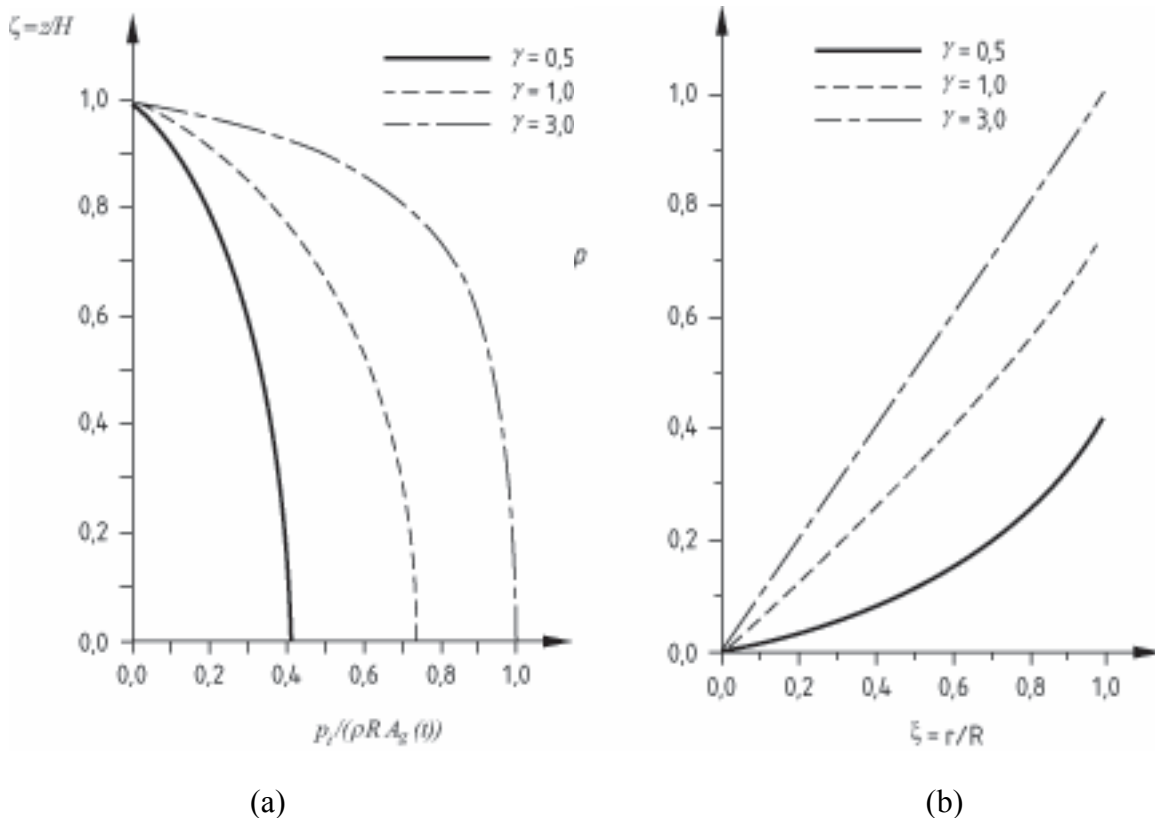 ζ=z/H
γ = 0,5
γ = 1,0
γ = 3,0
1,0
0,8
0,6
0,4
0,2
0,0
0,0 0,2 0,4 0,6 0,8 1,0
p_i/(ρ R A_g (t))
(a)
p
γ = 0,5
γ = 1,0
γ = 3,0
1,0
0,8
0,6
0,4
0,2
0,0
0,0 0,2 0,4 0,6 0,8 1,0
ξ = r/R
(b)